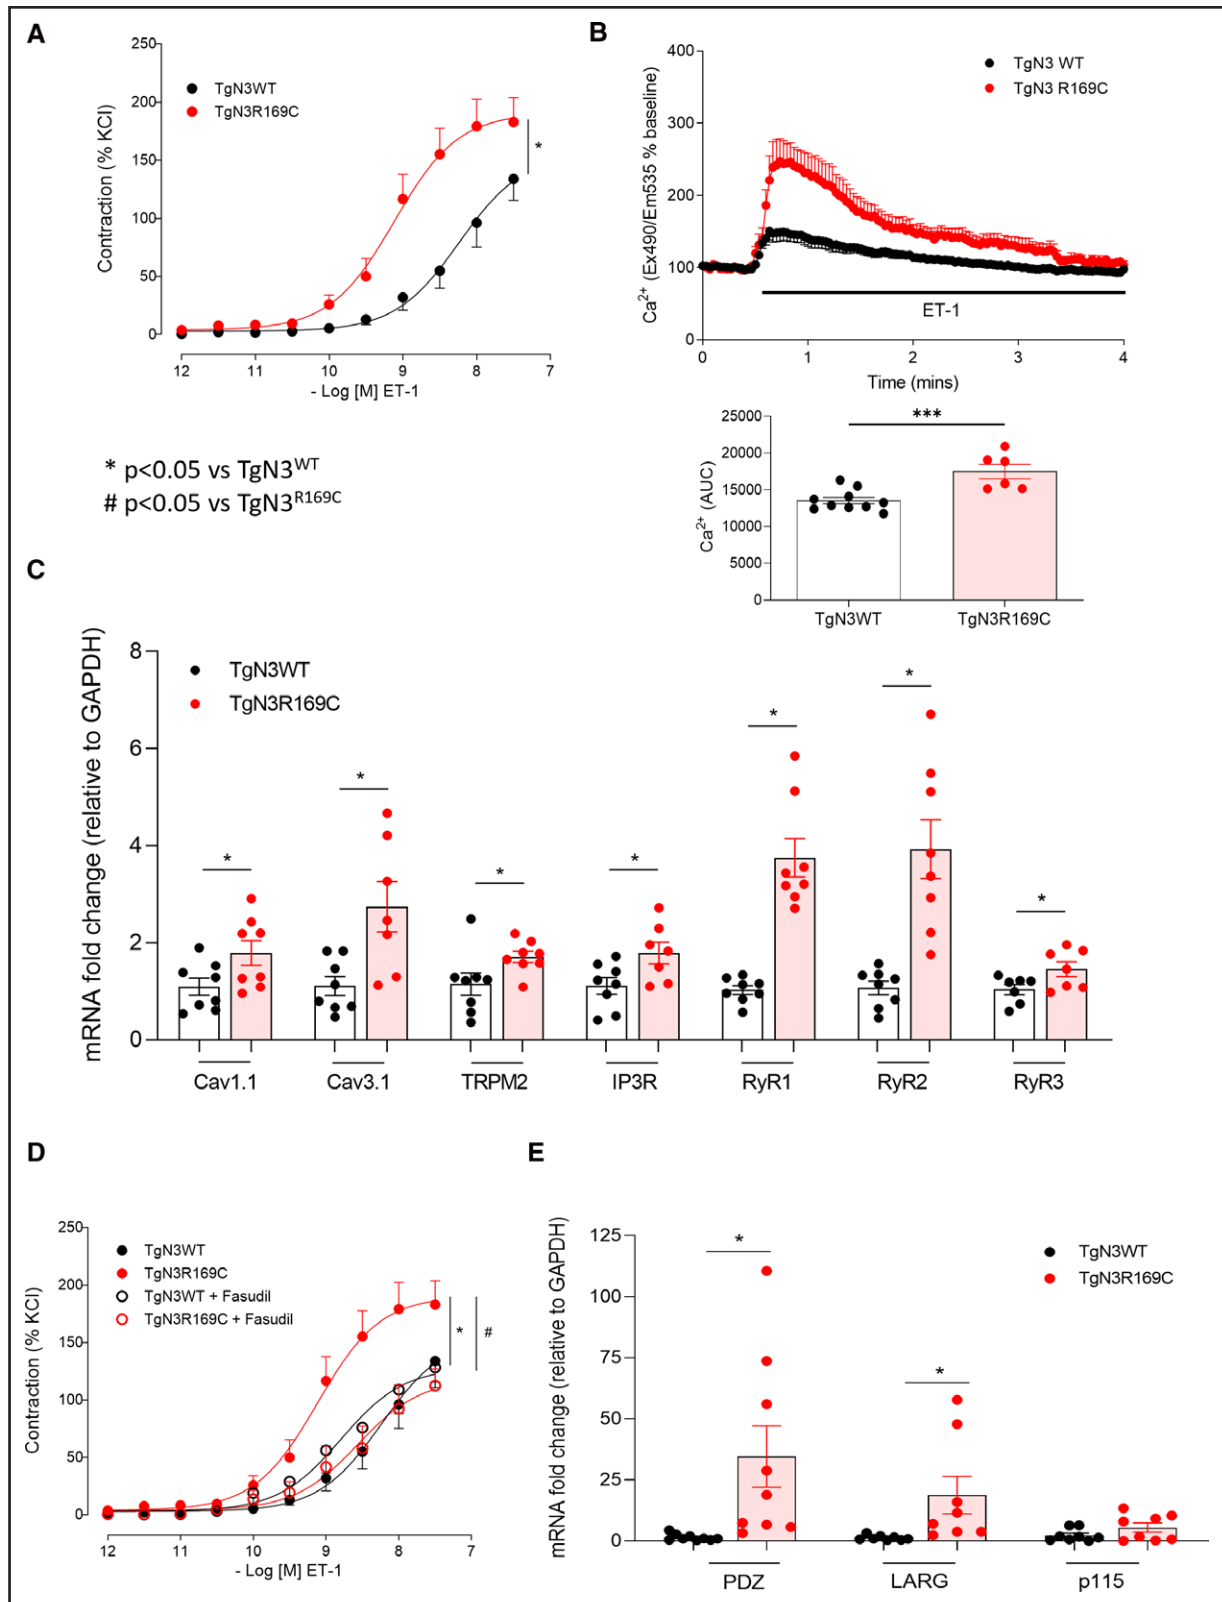 A
250
200
150
100
50
0
Contraction (% KCl)
TgN3WT
TgN3R169C
*
12 11 10 9 8 7
- Log [M] ET-1
* p<0.05 vs TgN3WT
# p<0.05 vs TgN3R169C
B
400
300
200
100
0
Ca2+ (Ex490/Em535 % baseline)
TgN3 WT
TgN3 R169C
ET-1
0 1 2 3 4
Time (mins)
25000
20000
15000
10000
5000
0
Ca2+ (AUC)
***
TgN3WT TgN3R169C
C
8
6
4
2
0
mRNA fold change (relative to GAPDH)
TgN3WT
TgN3R169C
* * * * * * *
Cav1.1 Cav3.1 TRPM2 IP3R RyR1 RyR2 RyR3
D
250
200
150
100
50
0
Contraction (% KCl)
TgN3WT
TgN3R169C
TgN3WT + Fasudil
TgN3R169C + Fasudil
* #
12 11 10 9 8 7
- Log [M] ET-1
E
125
100
75
50
25
0
mRNA fold change (relative to GAPDH)
TgN3WT
TgN3R169C
* *
PDZ LARG p115